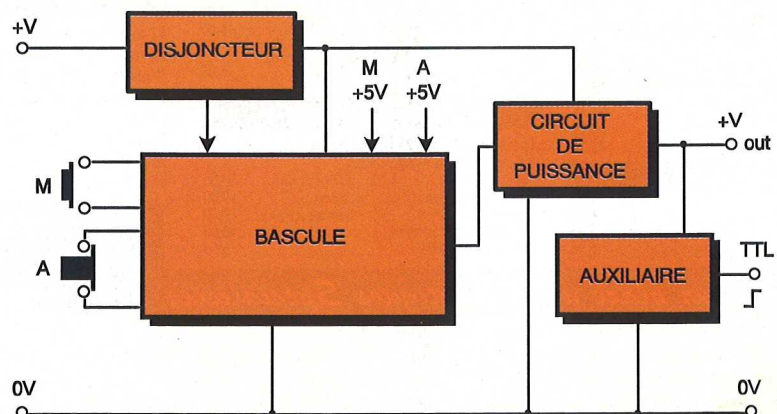 +V
DISJONCTEUR
M
+5V
A
+5V
CIRCUIT
DE
PUISSANCE
+V
out
M
BASCULE
A
AUXILIAIRE
TTL
0V
0V